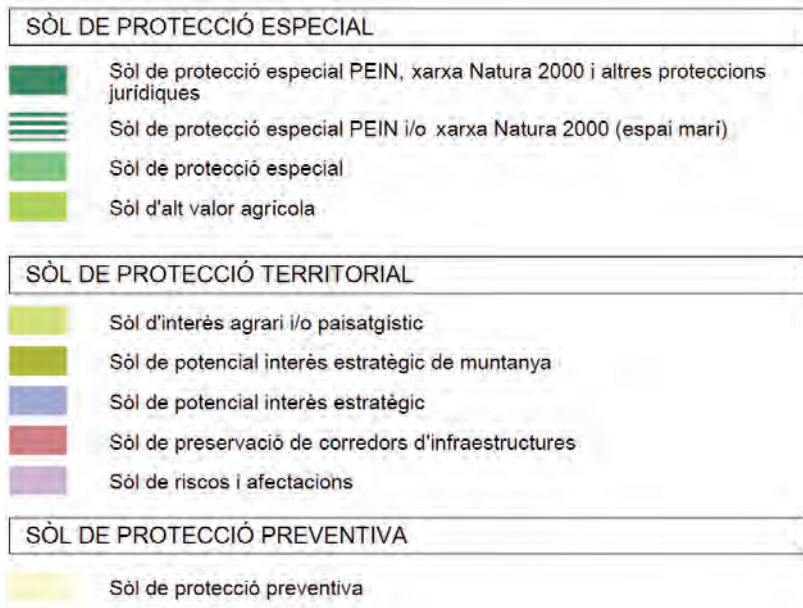 SÒL DE PROTECCIÓ ESPECIAL
Sòl de protecció especial PEIN, xarxa Natura 2000 i altres proteccions
jurídiques
Sòl de protecció especial PEIN i/o xarxa Natura 2000 (espai marí)
Sòl de protecció especial
Sòl d'alt valor agrícola
SÒL DE PROTECCIÓ TERRITORIAL
Sòl d'interès agrari i/o paisatgístic
Sòl de potencial interès estratègic de muntanya
Sòl de potencial interès estratègic
Sòl de preservació de corredors d'infraestructures
Sòl de riscos i afectacions
SÒL DE PROTECCIÓ PREVENTIVA
Sòl de protecció preventiva